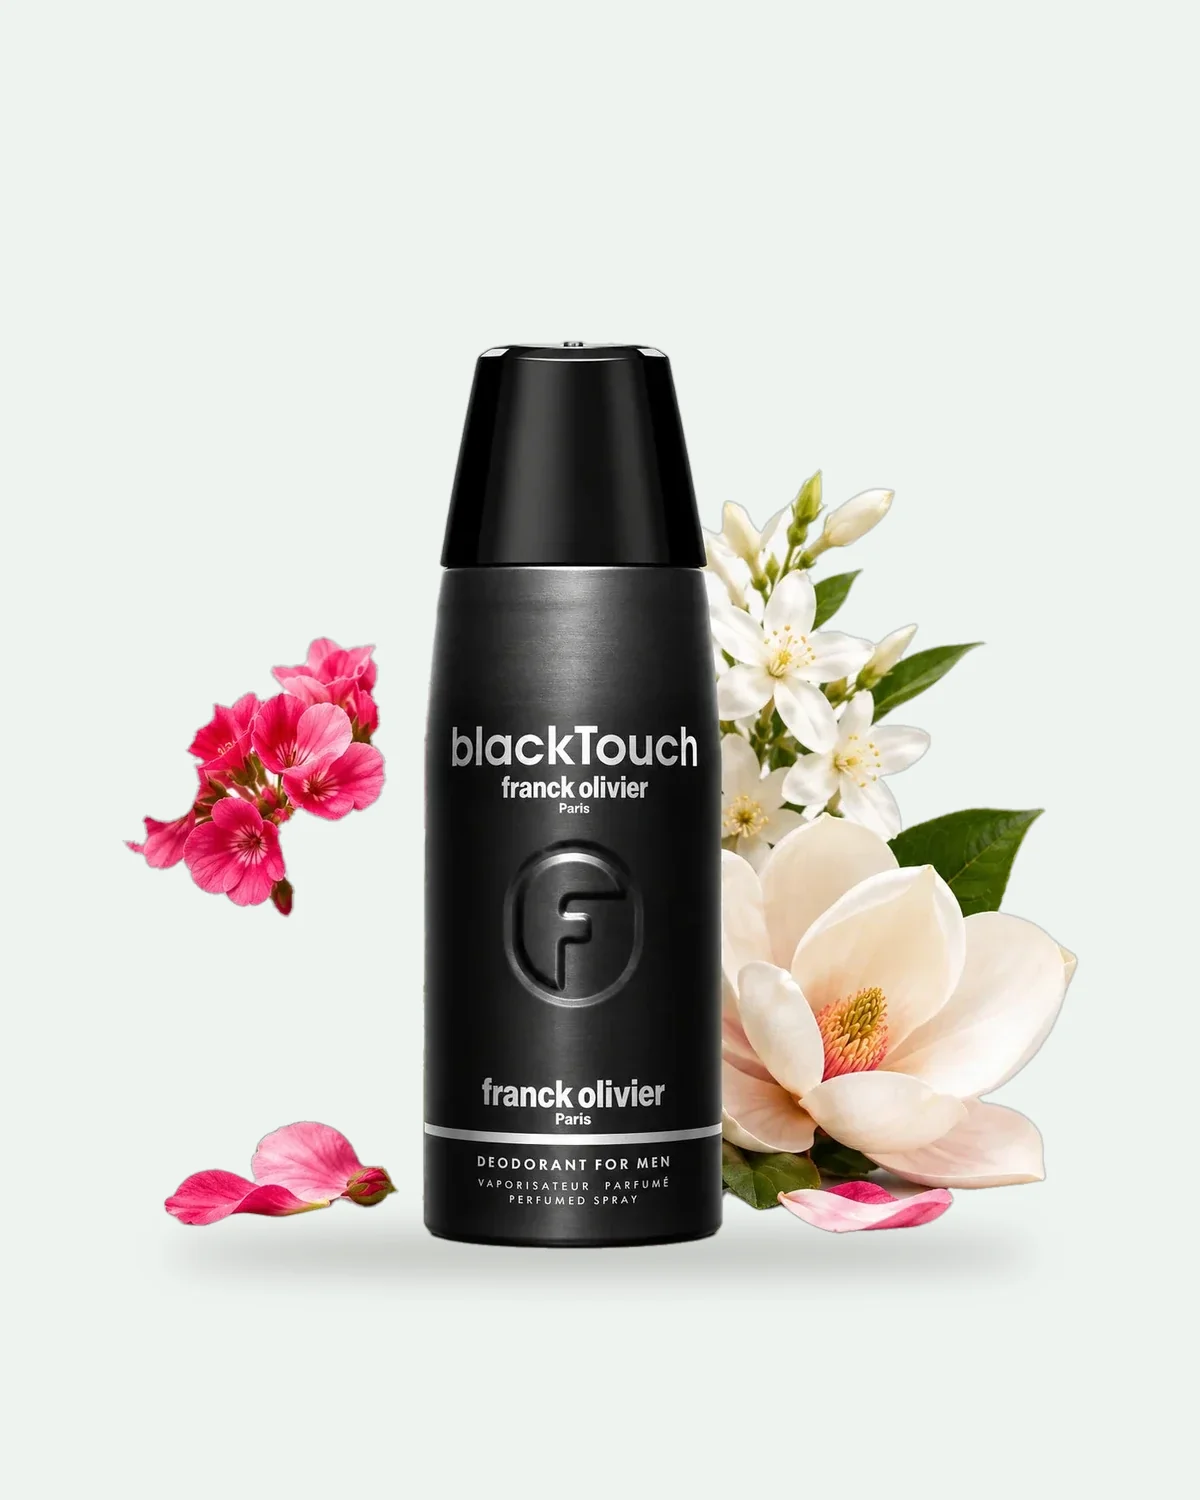 blackTouch
franck olivier
Paris
F
franck olivier
Paris
DEODORANT FOR MEN
VAPORISATEUR PARFUMÉ
PERFUMED SPRAY